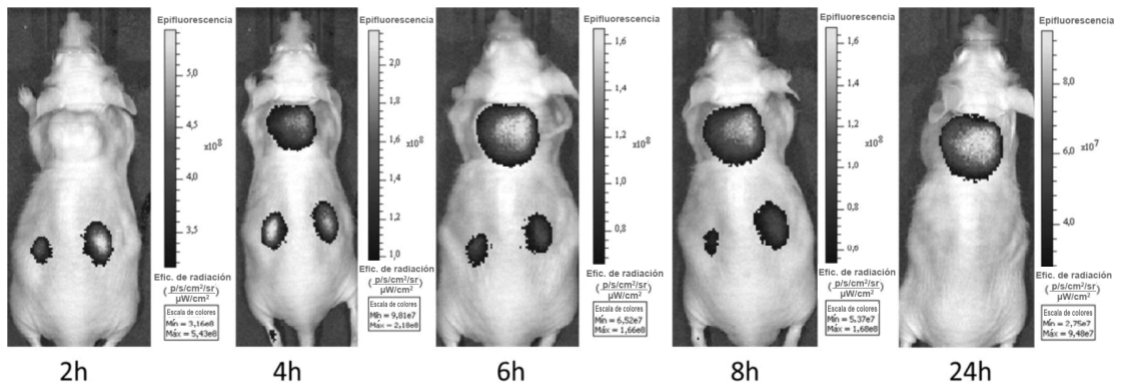 Epifluorescencia
5,0
4,5
x10⁸
4,0
3,5
Efic. de radiación
(p/s/cm²/sr
μW/cm²)
Escala de colores
Mín = 3,16e8
Máx = 5,43e8
2h
Epifluorescencia
2,0
1,8
1,6
x10⁸
1,4
1,2
1,0
Efic. de radiación
(p/s/cm²/sr
μW/cm²)
Escala de colores
Mín = 9,81e7
Máx = 2,18e8
4h
Epifluorescencia
1,6
1,4
1,2
x10⁸
1,0
0,8
Efic. de radiación
(p/s/cm²/sr
μW/cm²)
Escala de colores
Mín = 6,52e7
Máx = 1,66e8
6h
Epifluorescencia
1,6
1,4
1,2
x10⁸
1,0
0,8
0,6
Efic. de radiación
(p/s/cm²/sr
μW/cm²)
Escala de colores
Mín = 5,37e7
Máx = 1,68e8
8h
Epifluorescencia
8,0
6,0
x10⁷
4,0
Efic. de radiación
(p/s/cm²/sr
μW/cm²)
Escala de colores
Mín = 2,75e7
Máx = 9,48e7
24h